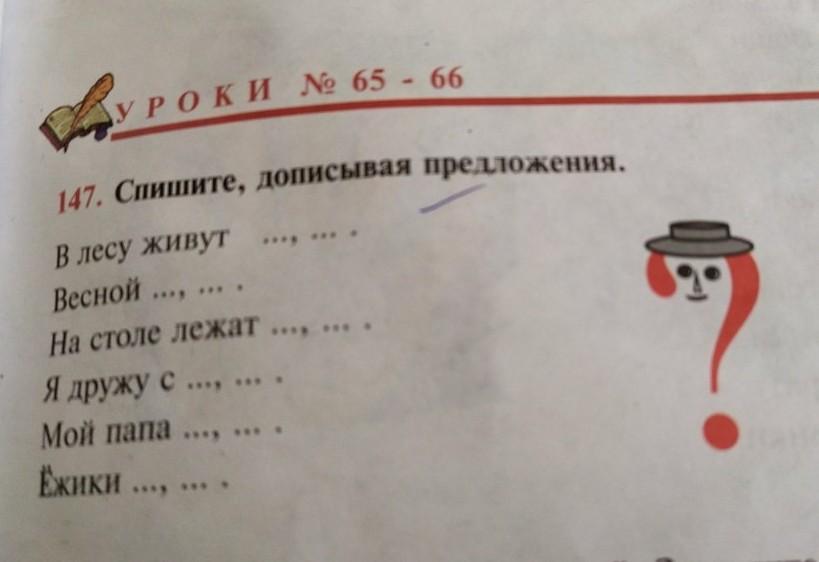 УРОКИ № 65 - 66
147. Спишите, дописывая предложения.
В лесу живут ..., ... .
Весной ..., ... .
На столе лежат ..., ... .
Я дружу с ..., ... .
Мой папа ..., ... .
Ёжики ..., ... .